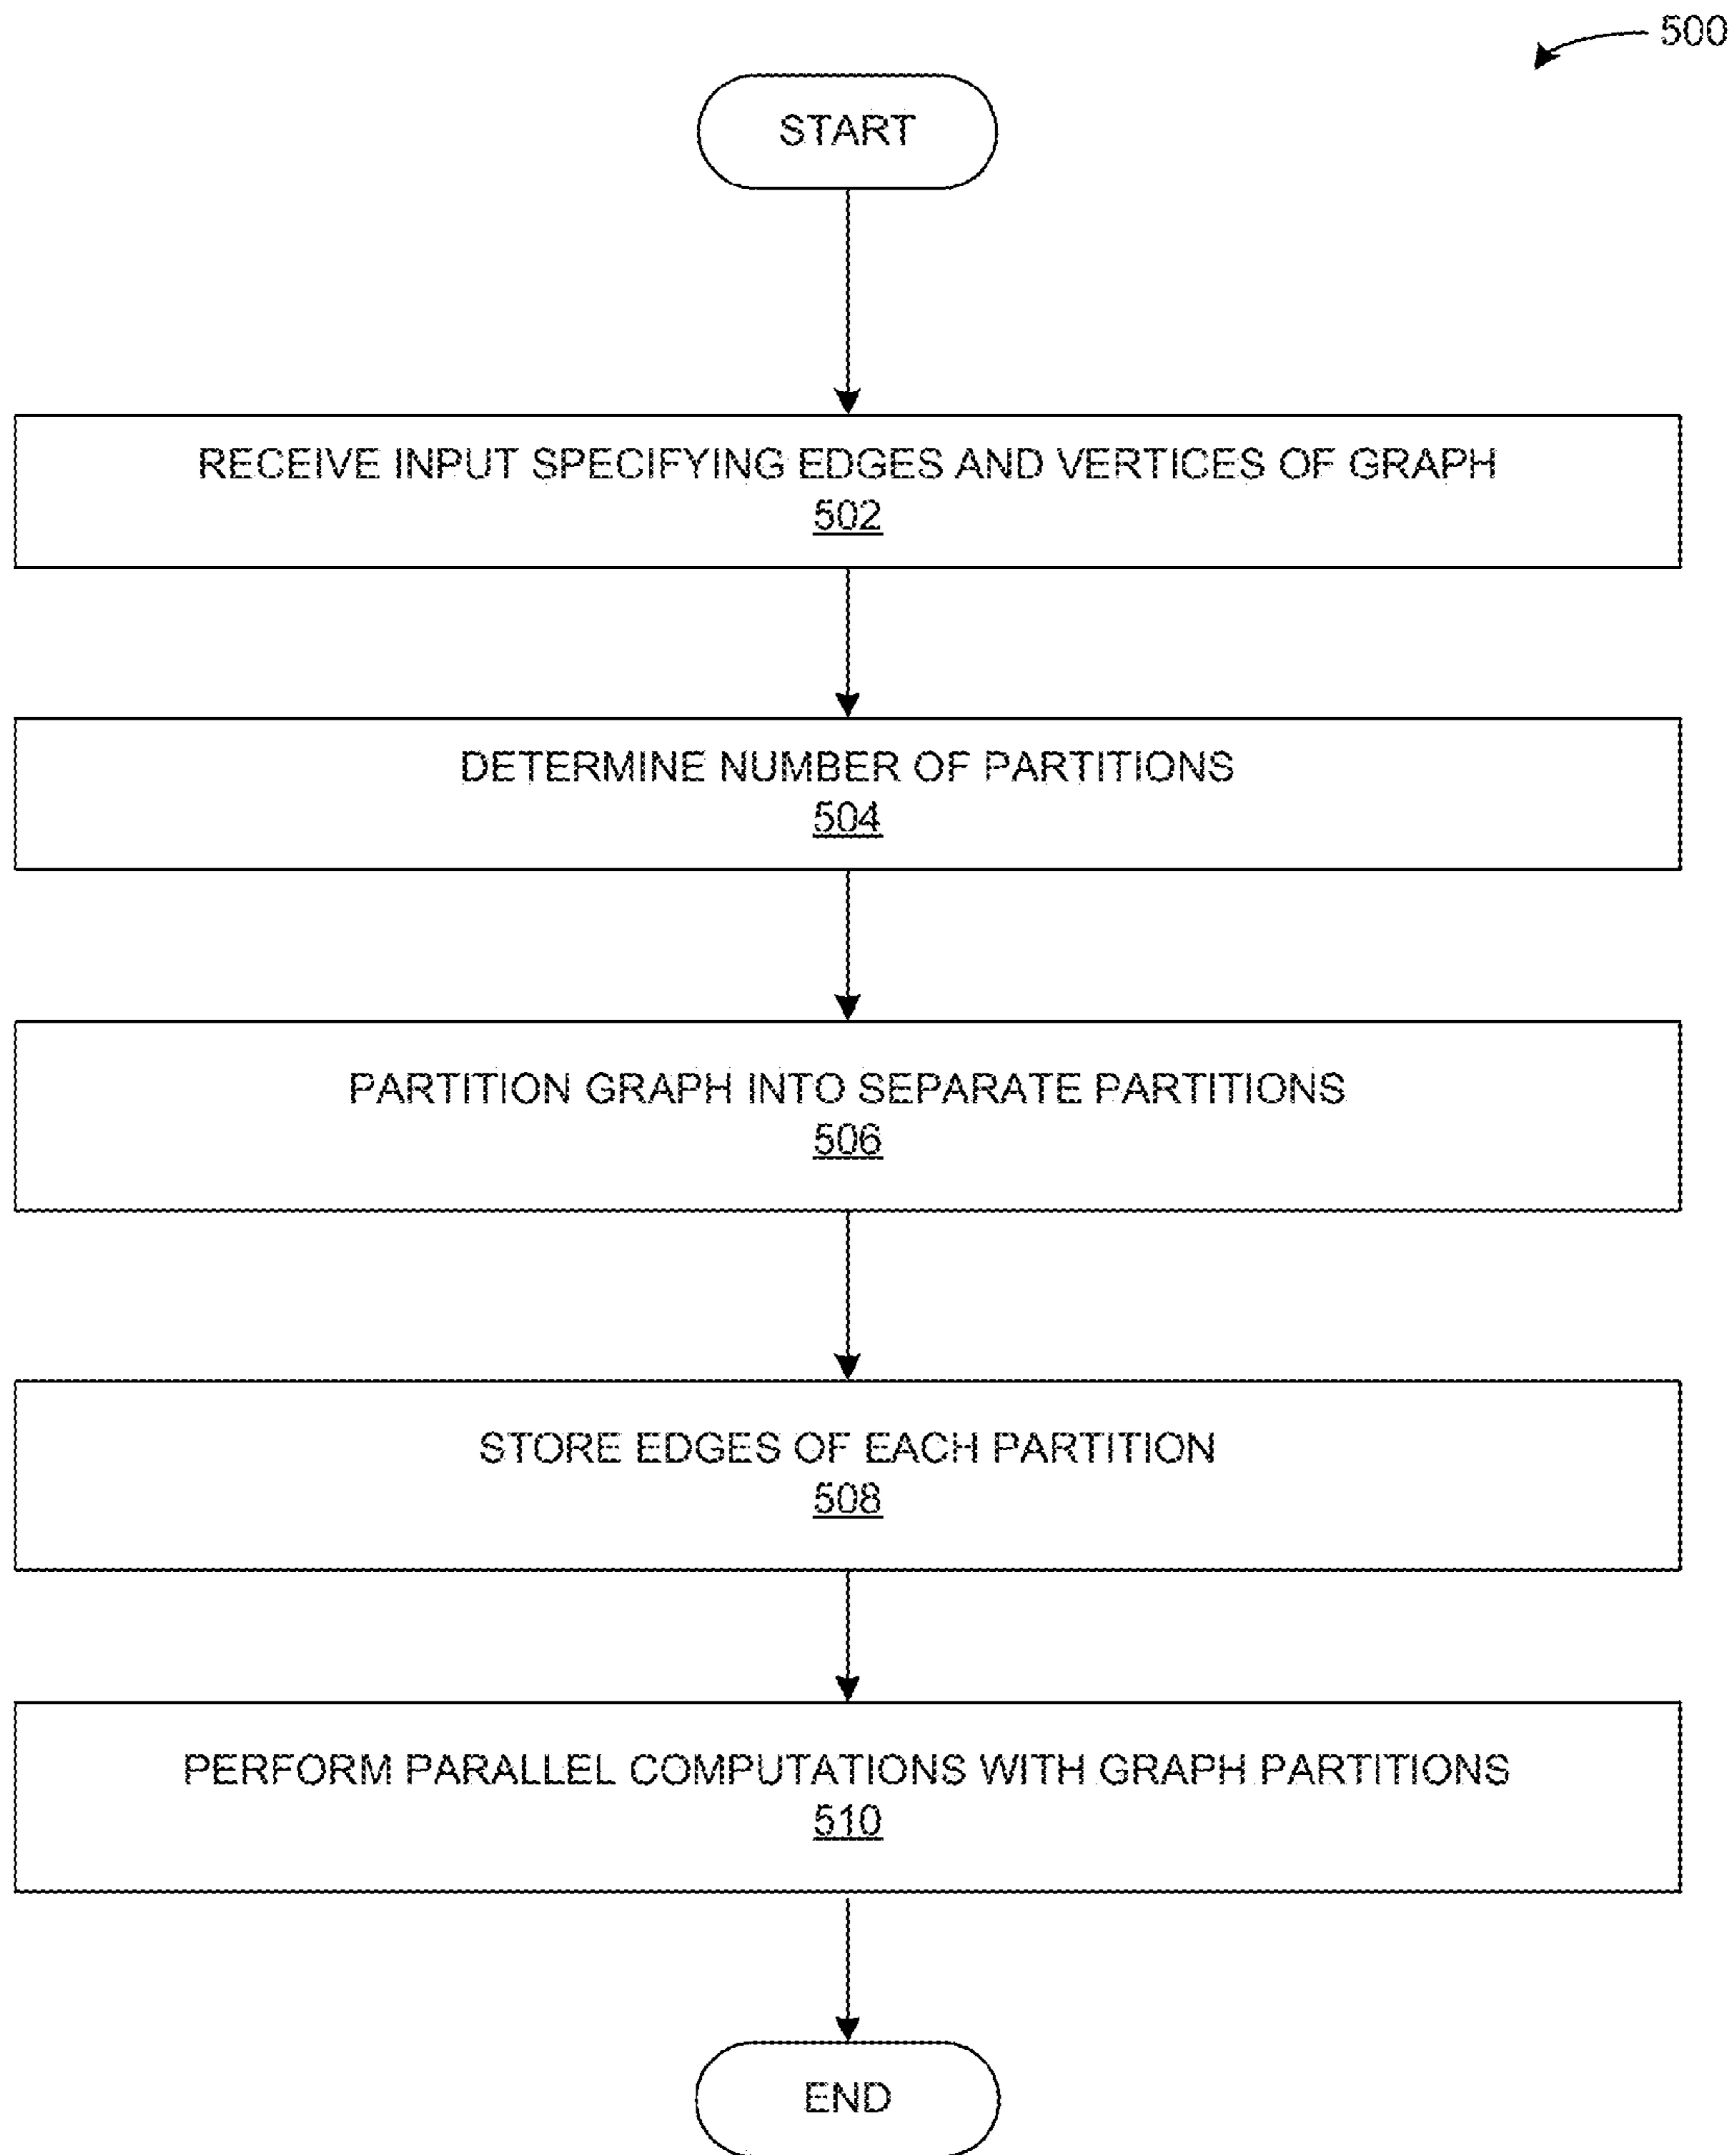 500
START
RECEIVE INPUT SPECIFYING EDGES AND VERTICES OF GRAPH
502
DETERMINE NUMBER OF PARTITIONS
504
PARTITION GRAPH INTO SEPARATE PARTITIONS
506
STORE EDGES OF EACH PARTITION
508
PERFORM PARALLEL COMPUTATIONS WITH GRAPH PARTITIONS
510
END